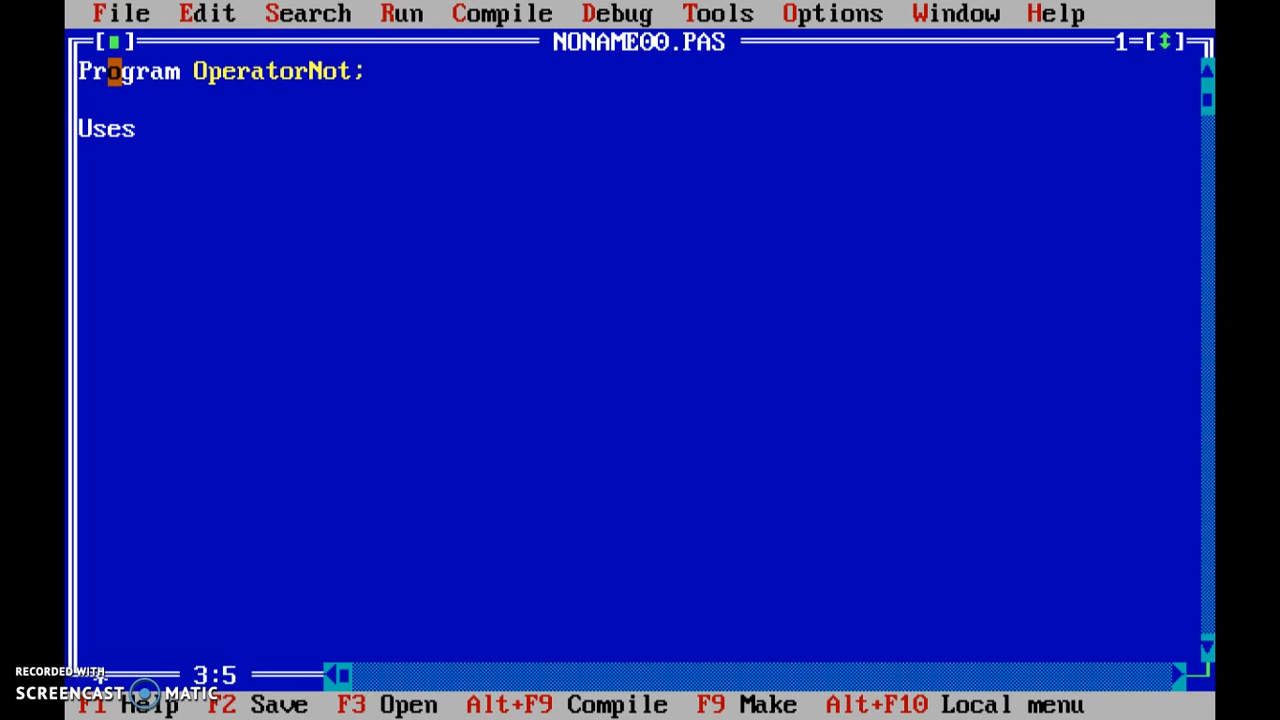 File Edit Search Run Compile Debug Tools Options Window Help
[■] NONAME00.PAS 1=[↕]
Program OperatorNot;
Uses
3:5
RECORDED WITH
SCREENCAST MATIC
F1 Help F2 Save F3 Open Alt+F9 Compile F9 Make Alt+F10 Local menu